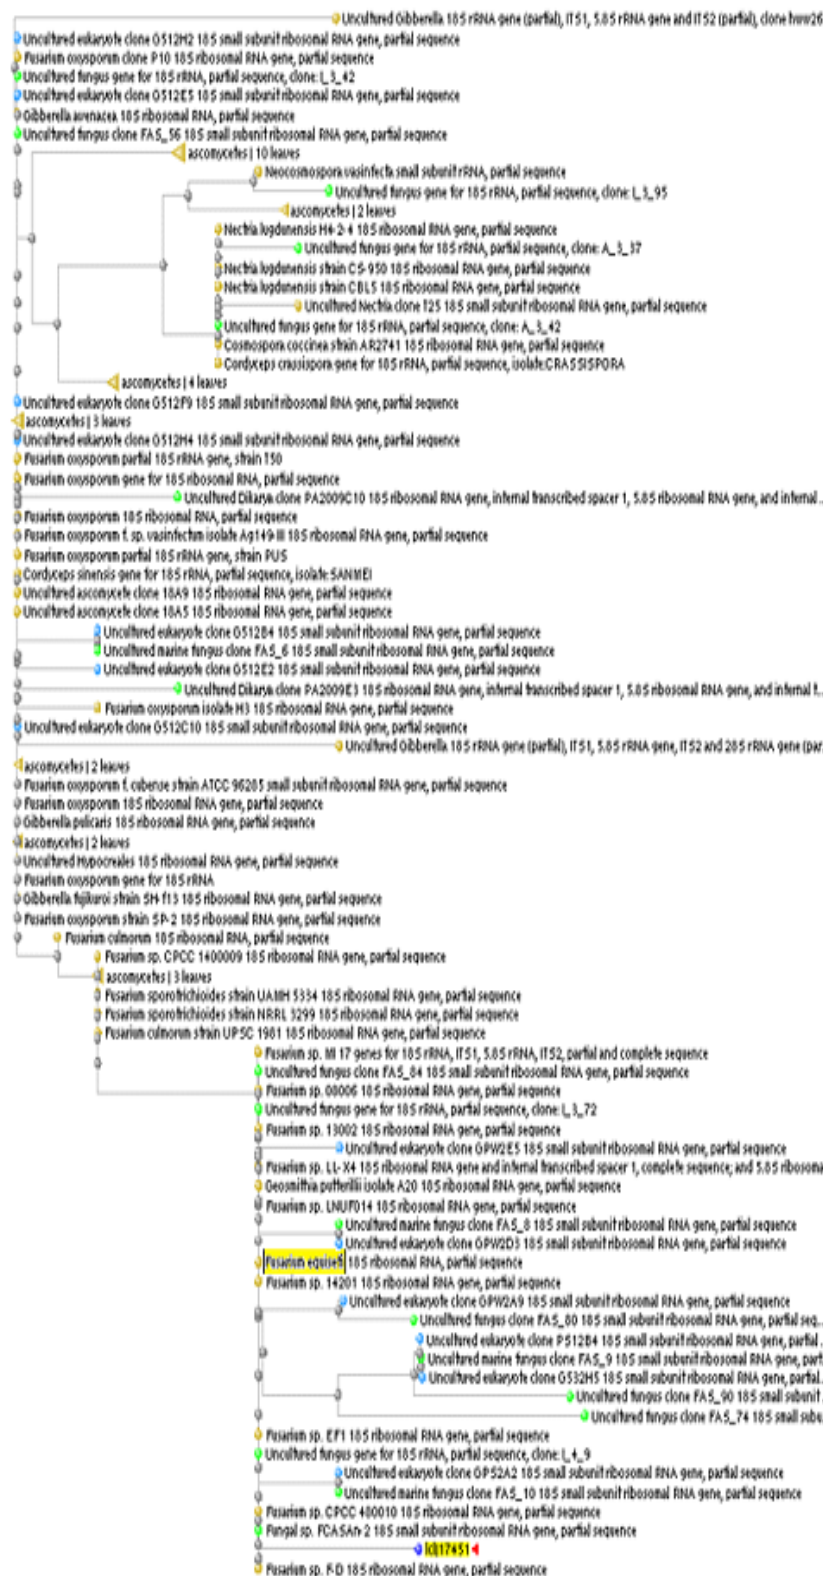 Uncultured Gibberella 18S rRNA gene (partial), ITS1, 5.8S rRNA gene and ITS2 (partial), clone hww26
Uncultured eukaryote clone GS12H2 18S small subunit ribosomal RNA gene, partial sequence
Fusarium oxysporum clone P10 18S ribosomal RNA gene, partial sequence
Uncultured fungus gene for 18S rRNA, partial sequence, clone: L_3_42
Uncultured eukaryote clone GS12E5 18S small subunit ribosomal RNA gene, partial sequence
Gibberella avenacea 18S ribosomal RNA, partial sequence
Uncultured fungus clone FAS_56 18S small subunit ribosomal RNA gene, partial sequence
ascomycetes | 10 leaves
Neocosmospora vasinfecta small subunit rRNA, partial sequence
Uncultured fungus gene for 18S rRNA, partial sequence, clone: L_3_95
ascomycetes | 2 leaves
Nectria lugdunensis H4-2-4 18S ribosomal RNA gene, partial sequence
Uncultured fungus gene for 18S rRNA, partial sequence, clone: A_3_37
Nectria lugdunensis strain CS-950 18S ribosomal RNA gene, partial sequence
Nectria lugdunensis strain CBLS 18S ribosomal RNA gene, partial sequence
Uncultured Nectria clone T25 18S small subunit ribosomal RNA gene, partial sequence
Uncultured fungus gene for 18S rRNA, partial sequence, clone: A_3_42
Cosmospora coccinea strain AR2741 18S ribosomal RNA gene, partial sequence
Cordyceps crassispora gene for 18S rRNA, partial sequence, isolate:CRASSISPORA
ascomycetes | 4 leaves
Uncultured eukaryote clone GS12F9 18S small subunit ribosomal RNA gene, partial sequence
ascomycetes | 3 leaves
Uncultured eukaryote clone GS12H4 18S small subunit ribosomal RNA gene, partial sequence
Fusarium oxysporum partial 18S rRNA gene, strain T50
Fusarium oxysporum gene for 18S ribosomal RNA, partial sequence
Uncultured Dikarya clone PA2009C10 18S ribosomal RNA gene, internal transcribed spacer 1, 5.8S ribosomal RNA gene, and internal...
Fusarium oxysporum 18S ribosomal RNA, partial sequence
Fusarium oxysporum f. sp. vasinfectum isolate Ag149-III 18S ribosomal RNA gene, partial sequence
Fusarium oxysporum partial 18S rRNA gene, strain PUS
Cordyceps sinensis gene for 18S rRNA, partial sequence, isolate:SANMEI
Uncultured ascomycete clone 18A9 18S ribosomal RNA gene, partial sequence
Uncultured ascomycete clone 18A5 18S ribosomal RNA gene, partial sequence
Uncultured eukaryote clone GS12B4 18S small subunit ribosomal RNA gene, partial sequence
Uncultured marine fungus clone FAS_6 18S small subunit ribosomal RNA gene, partial sequence
Uncultured eukaryote clone GS12E2 18S small subunit ribosomal RNA gene, partial sequence
Uncultured Dikarya clone PA2009E3 18S ribosomal RNA gene, internal transcribed spacer 1, 5.8S ribosomal RNA gene, and internal t...
Fusarium oxysporum isolate H3 18S ribosomal RNA gene, partial sequence
Uncultured eukaryote clone GS12C10 18S small subunit ribosomal RNA gene, partial sequence
Uncultured Gibberella 18S rRNA gene (partial), ITS1, 5.8S rRNA gene, ITS2 and 28S rRNA gene (par
ascomycetes | 2 leaves
Fusarium oxysporum f. cubense strain ATCC 96285 small subunit ribosomal RNA gene, partial sequence
Fusarium oxysporum 18S ribosomal RNA gene, partial sequence
Gibberella pulicaris 18S ribosomal RNA gene, partial sequence
ascomycetes | 2 leaves
Uncultured Hypocreales 18S ribosomal RNA gene, partial sequence
Fusarium oxysporum gene for 18S rRNA
Gibberella fujikuroi strain SH-f13 18S ribosomal RNA gene, partial sequence
Fusarium oxysporum strain SP-2 18S ribosomal RNA gene, partial sequence
Fusarium culmorum 18S ribosomal RNA, partial sequence
Fusarium sp. CPCC 1400009 18S ribosomal RNA gene, partial sequence
ascomycetes | 3 leaves
Fusarium sporotrichioides strain UAMH 5334 18S ribosomal RNA gene, partial sequence
Fusarium sporotrichioides strain NRRL 3299 18S ribosomal RNA gene, partial sequence
Fusarium culmorum strain UPSC 1981 18S ribosomal RNA gene, partial sequence
Fusarium sp. MI 17 genes for 18S rRNA, ITS1, 5.8S rRNA, ITS2, partial and complete sequence
Uncultured fungus clone FAS_84 18S small subunit ribosomal RNA gene, partial sequence
Fusarium sp. 08006 18S ribosomal RNA gene, partial sequence
Uncultured fungus gene for 18S rRNA, partial sequence, clone: L_3_72
Fusarium sp. 13002 18S ribosomal RNA gene, partial sequence
Uncultured eukaryote clone GPW2E5 18S small subunit ribosomal RNA gene, partial sequence
Fusarium sp. LL-X4 18S ribosomal RNA gene and internal transcribed spacer 1, complete sequence; and 5.8S ribosoma
Geosmithia putterillii isolate A20 18S ribosomal RNA gene, partial sequence
Fusarium sp. LNUF014 18S ribosomal RNA gene, partial sequence
Uncultured marine fungus clone FAS_8 18S small subunit ribosomal RNA gene, partial sequence
Uncultured eukaryote clone GPW2D3 18S small subunit ribosomal RNA gene, partial sequence
Fusarium equiseti 18S ribosomal RNA, partial sequence
Fusarium sp. 14201 18S ribosomal RNA gene, partial sequence
Uncultured eukaryote clone GPW2A9 18S small subunit ribosomal RNA gene, partial sequence
Uncultured fungus clone FAS_80 18S small subunit ribosomal RNA gene, partial seq...
Uncultured eukaryote clone PS12B4 18S small subunit ribosomal RNA gene, partial...
Uncultured marine fungus clone FAS_9 18S small subunit ribosomal RNA gene, part
Uncultured eukaryote clone GS32H5 18S small subunit ribosomal RNA gene, partial...
Uncultured fungus clone FAS_90 18S small subunit
Uncultured fungus clone FAS_74 18S small subu
Fusarium sp. EF1 18S ribosomal RNA gene, partial sequence
Uncultured fungus gene for 18S rRNA, partial sequence, clone: L_4_9
Uncultured eukaryote clone GPS2A2 18S small subunit ribosomal RNA gene, partial sequence
Uncultured marine fungus clone FAS_10 18S small subunit ribosomal RNA gene, partial sequence
Fusarium sp. CPCC 480010 18S ribosomal RNA gene, partial sequence
Fungal sp. FCASAn-2 18S small subunit ribosomal RNA gene, partial sequence
lcl|17451
Fusarium sp. F-D 18S ribosomal RNA gene, partial sequence